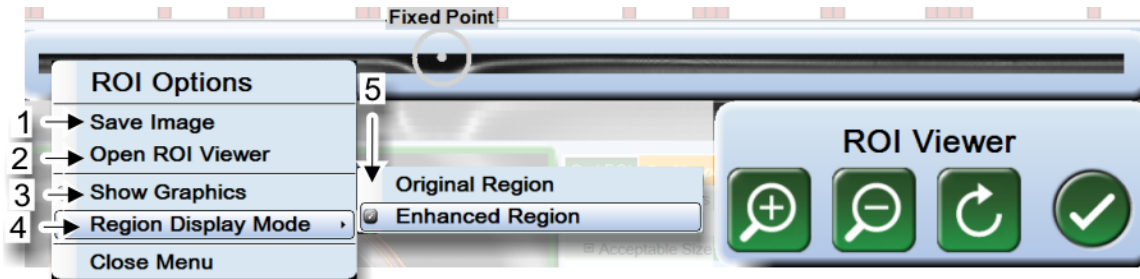 Fixed Point
ROI Options
5
1 Save Image
2 Open ROI Viewer
3 Show Graphics
4 Region Display Mode
Close Menu
Original Region
Enhanced Region
Acceptable Size
ROI Viewer